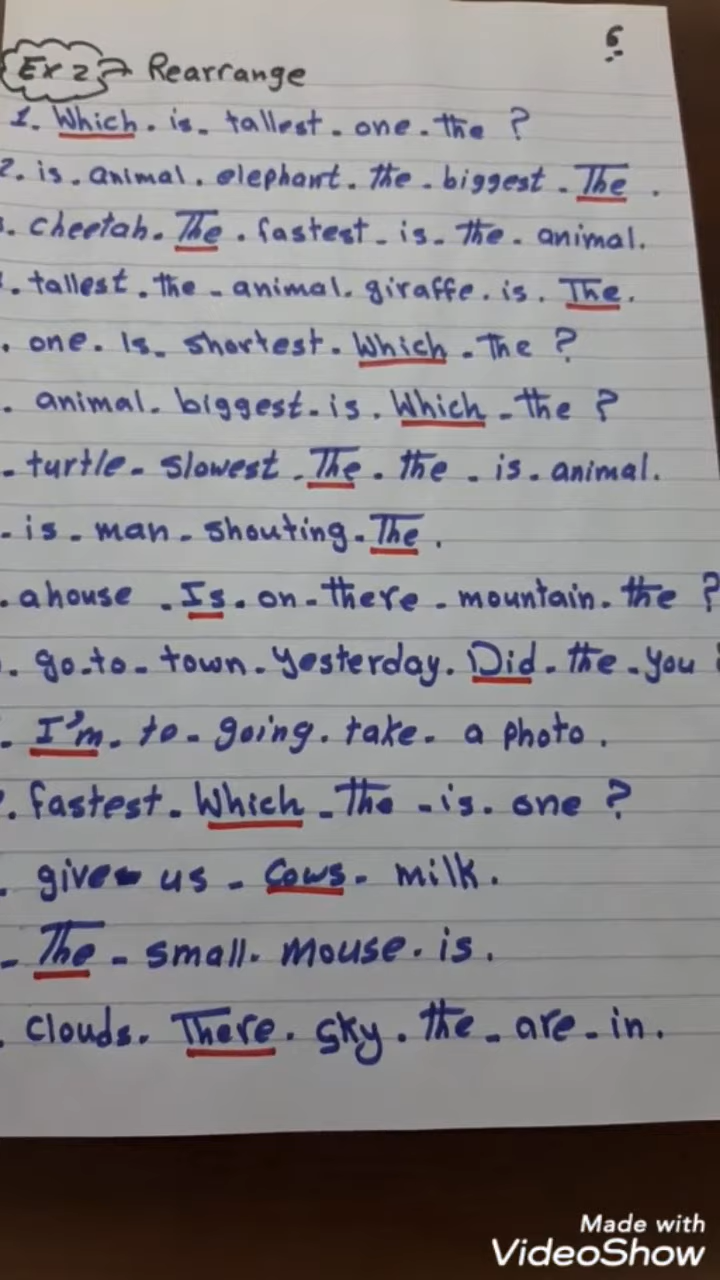 6
Ex 2 → Rearrange
1. Which. is. tallest. one. the ?
2. is. animal. elephant. the. biggest. The.
. cheetah. The. fastest. is. the. animal.
. tallest. the. animal. giraffe. is. The.
. one. Is. shortest. Which. The ?
. animal. biggest. is. Which. the ?
. turtle. slowest. The. the. is. animal.
. is. man. shouting. The.
. a house. Is. on. there. mountain. the ?
. go. to. town. yesterday. Did. the. you
. I'm. to. going. take. a photo.
. fastest. Which. The. is. one ?
. give us. Cows. milk.
. The. small. mouse. is.
. clouds. There. sky. the. are. in.
Made with
VideoShow